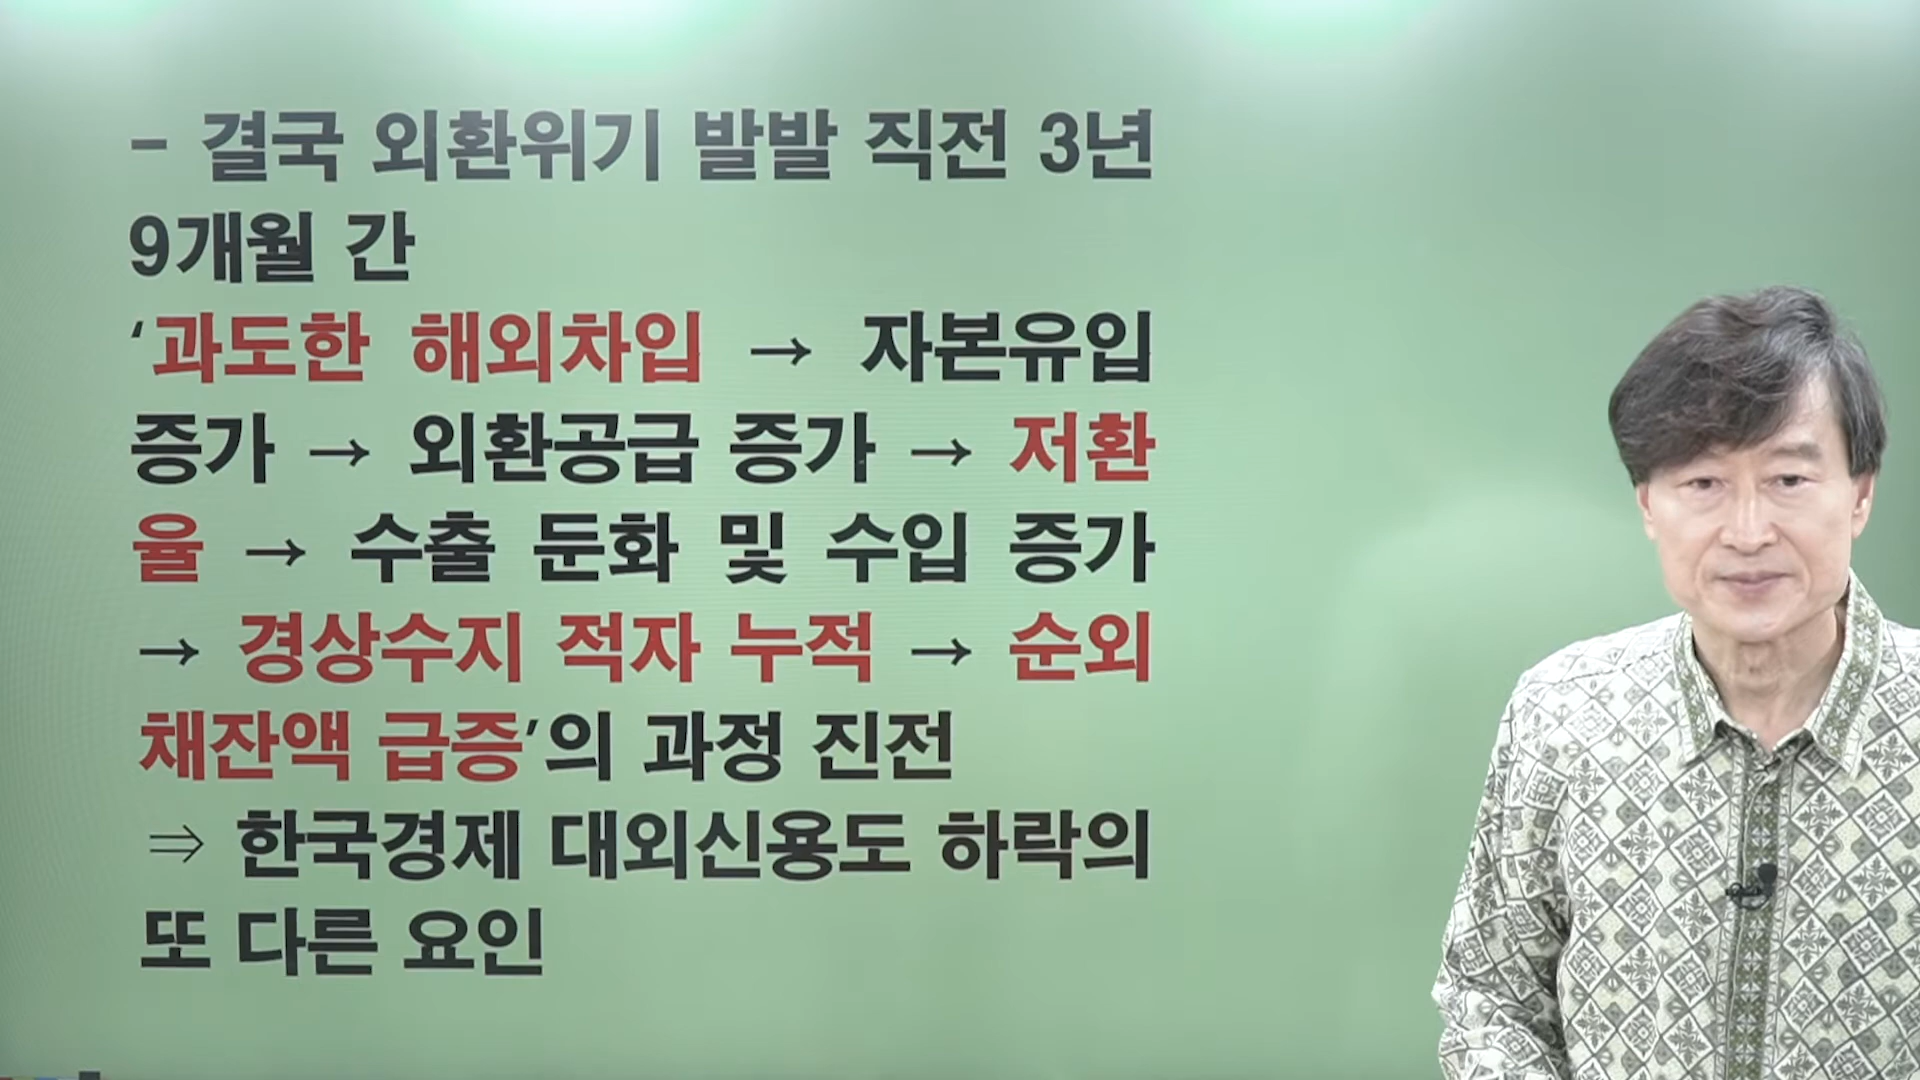 - 결국 외환위기 발발 직전 3년
9개월 간
‘과도한 해외차입 → 자본유입
증가 → 외환공급 증가 → 저환
율 → 수출 둔화 및 수입 증가
→ 경상수지 적자 누적 → 순외
채잔액 급증’의 과정 진전
⇒ 한국경제 대외신용도 하락의
또 다른 요인